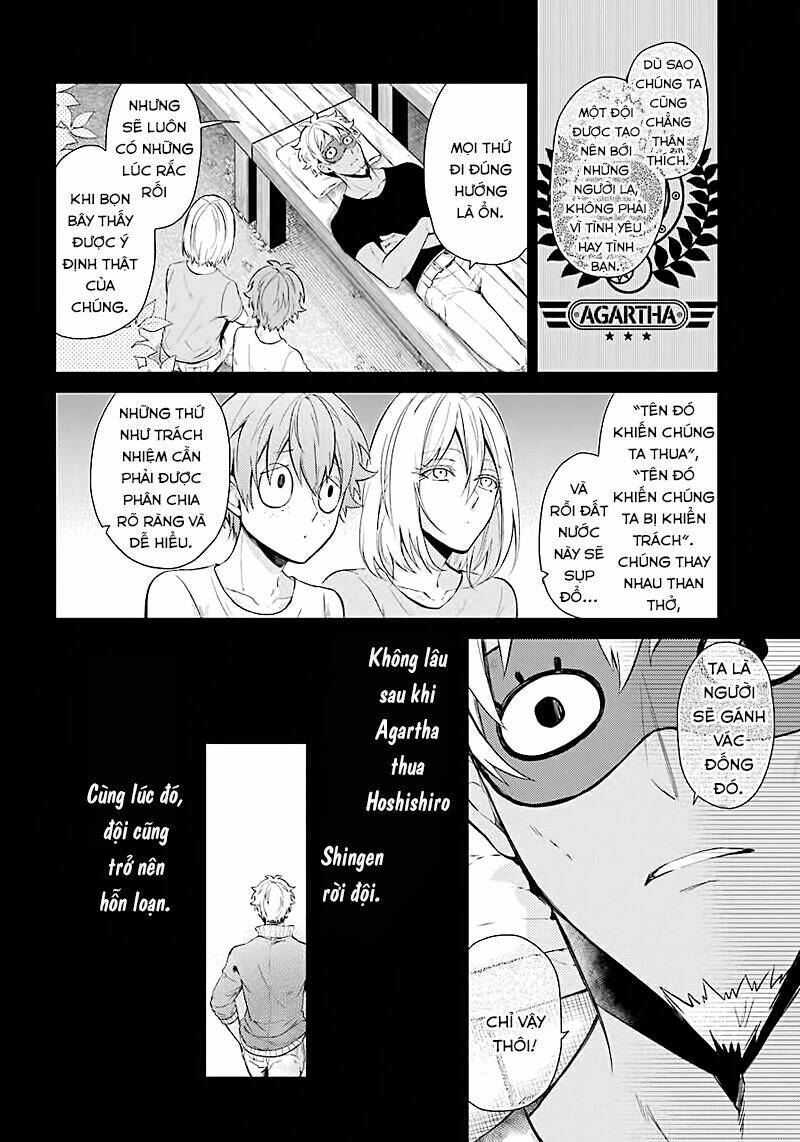 DÙ SAO
CHÚNG TA
CŨNG
CHẲNG
THÂN
THÍCH.
MỘT ĐỘI
ĐƯỢC TẠO
NÊN BỞI
NHỮNG
NGƯỜI LẠ,
KHÔNG PHẢI
VÌ TÌNH YÊU
HAY TÌNH
BẠN.
AGARTHA
MỌI THỨ
ĐI ĐÚNG
HƯỚNG
LÀ ỔN.
NHƯNG
SẼ LUÔN
CÓ NHỮNG
LÚC RẮC
RỐI
KHI BỌN
BÂY THẤY
ĐƯỢC Ý
ĐỊNH THẬT
CỦA
CHÚNG.
"TÊN ĐÓ
KHIẾN CHÚNG
TA THUA",
"TÊN ĐÓ
KHIẾN CHÚNG
TA BỊ KHIỂN
TRÁCH".
CHÚNG THAY
NHAU THAN
THỞ,
VÀ
RỒI ĐẤT
NƯỚC
NÀY SẼ
SỤP
ĐỔ...
NHỮNG THỨ
NHƯ TRÁCH
NHIỆM CẦN
PHẢI ĐƯỢC
PHÂN CHIA
RÕ RÀNG VÀ
DỄ HIỂU.
TA LÀ
NGƯỜI
SẼ GÁNH
VÁC
ĐỐNG
ĐÓ.
CHỈ VẬY
THÔI!
Không lâu
sau khi
Agartha
thua
Hoshishiro
Shingen
rời đội.
Cùng lúc đó,
đội cũng
trở nên
hỗn loạn.